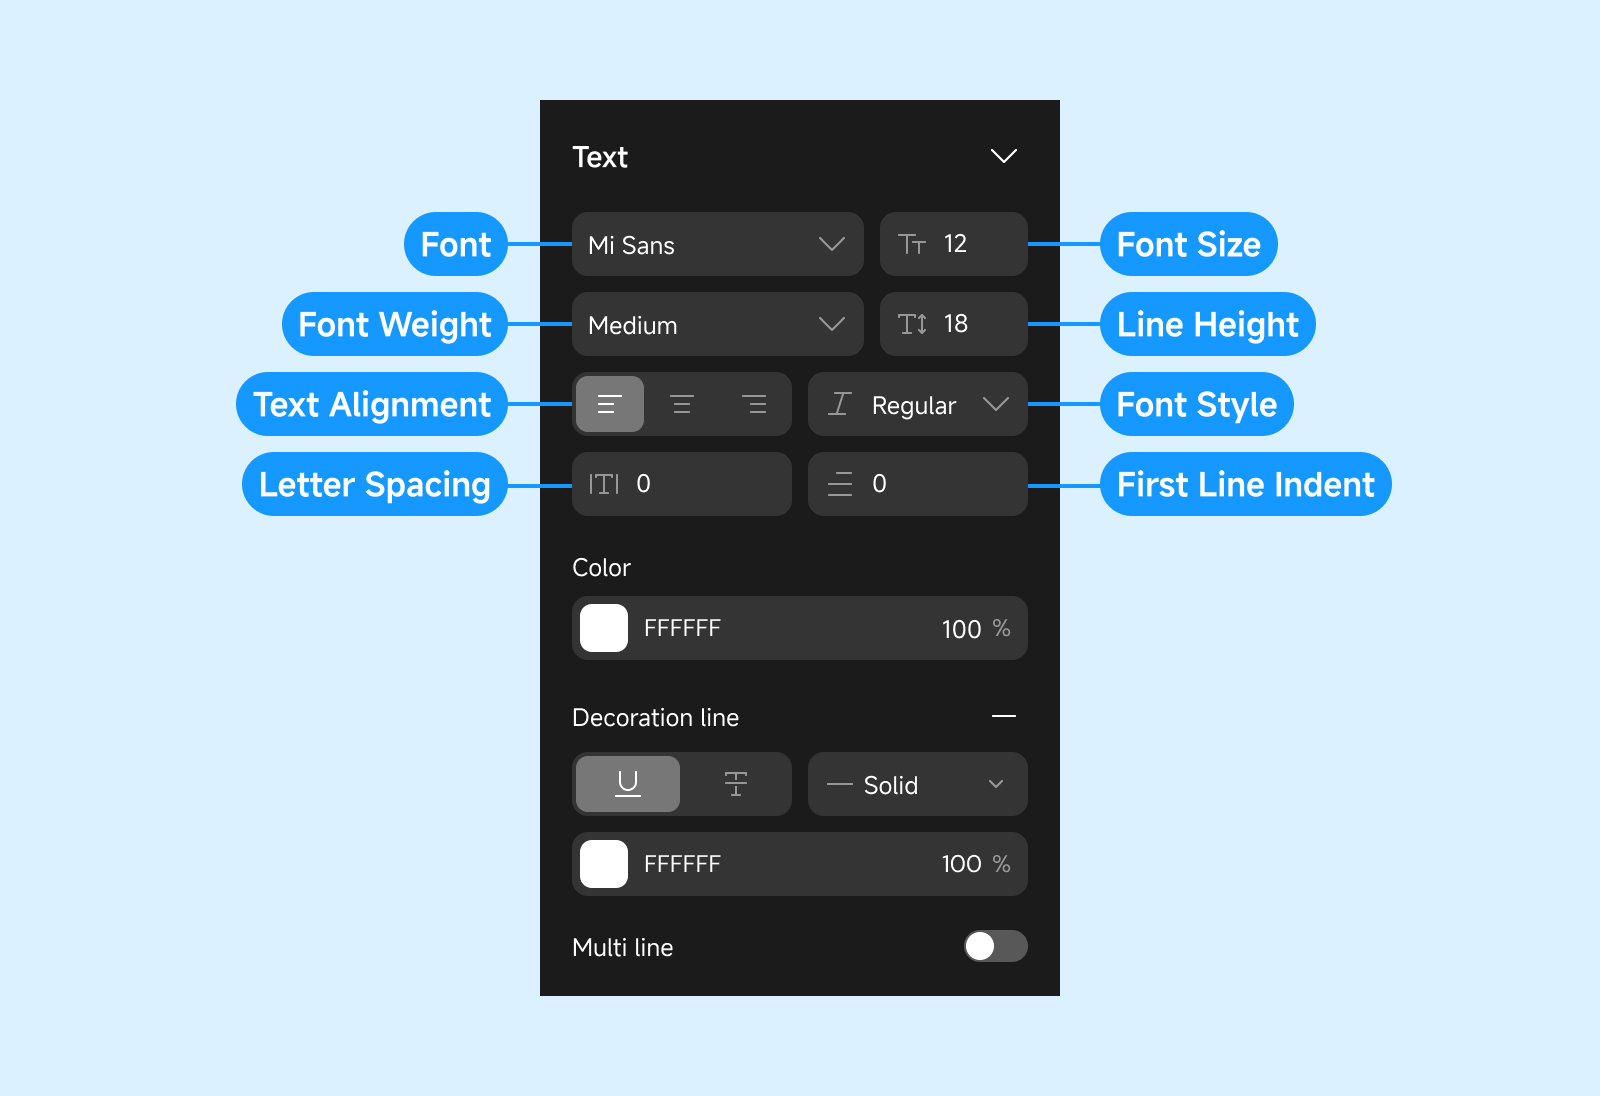 Text
Font
Mi Sans
12
Font Size
Font Weight
Medium
18
Line Height
Text Alignment
Regular
Font Style
Letter Spacing
0
0
First Line Indent
Color
FFFFFF
100 %
Decoration line
U
Solid
FFFFFF
100 %
Multi line